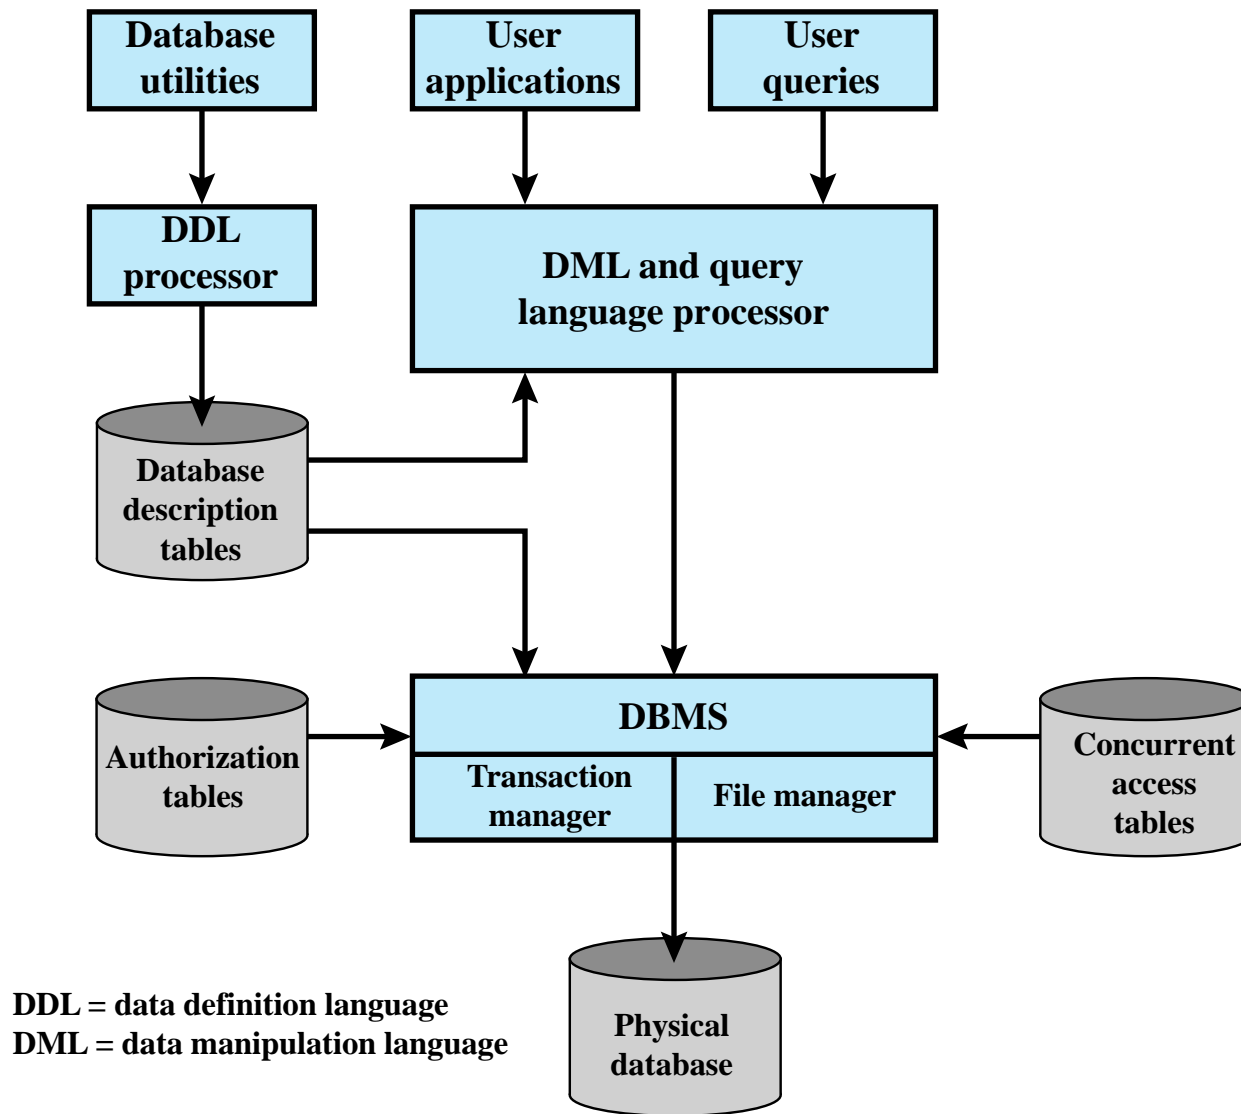 Database
utilities
User
applications
User
queries
DDL
processor
DML and query
language processor
Database
description
tables
DBMS
Authorization
tables
Transaction
manager
File manager
Concurrent
access
tables
DDL = data definition language
DML = data manipulation language
Physical
database